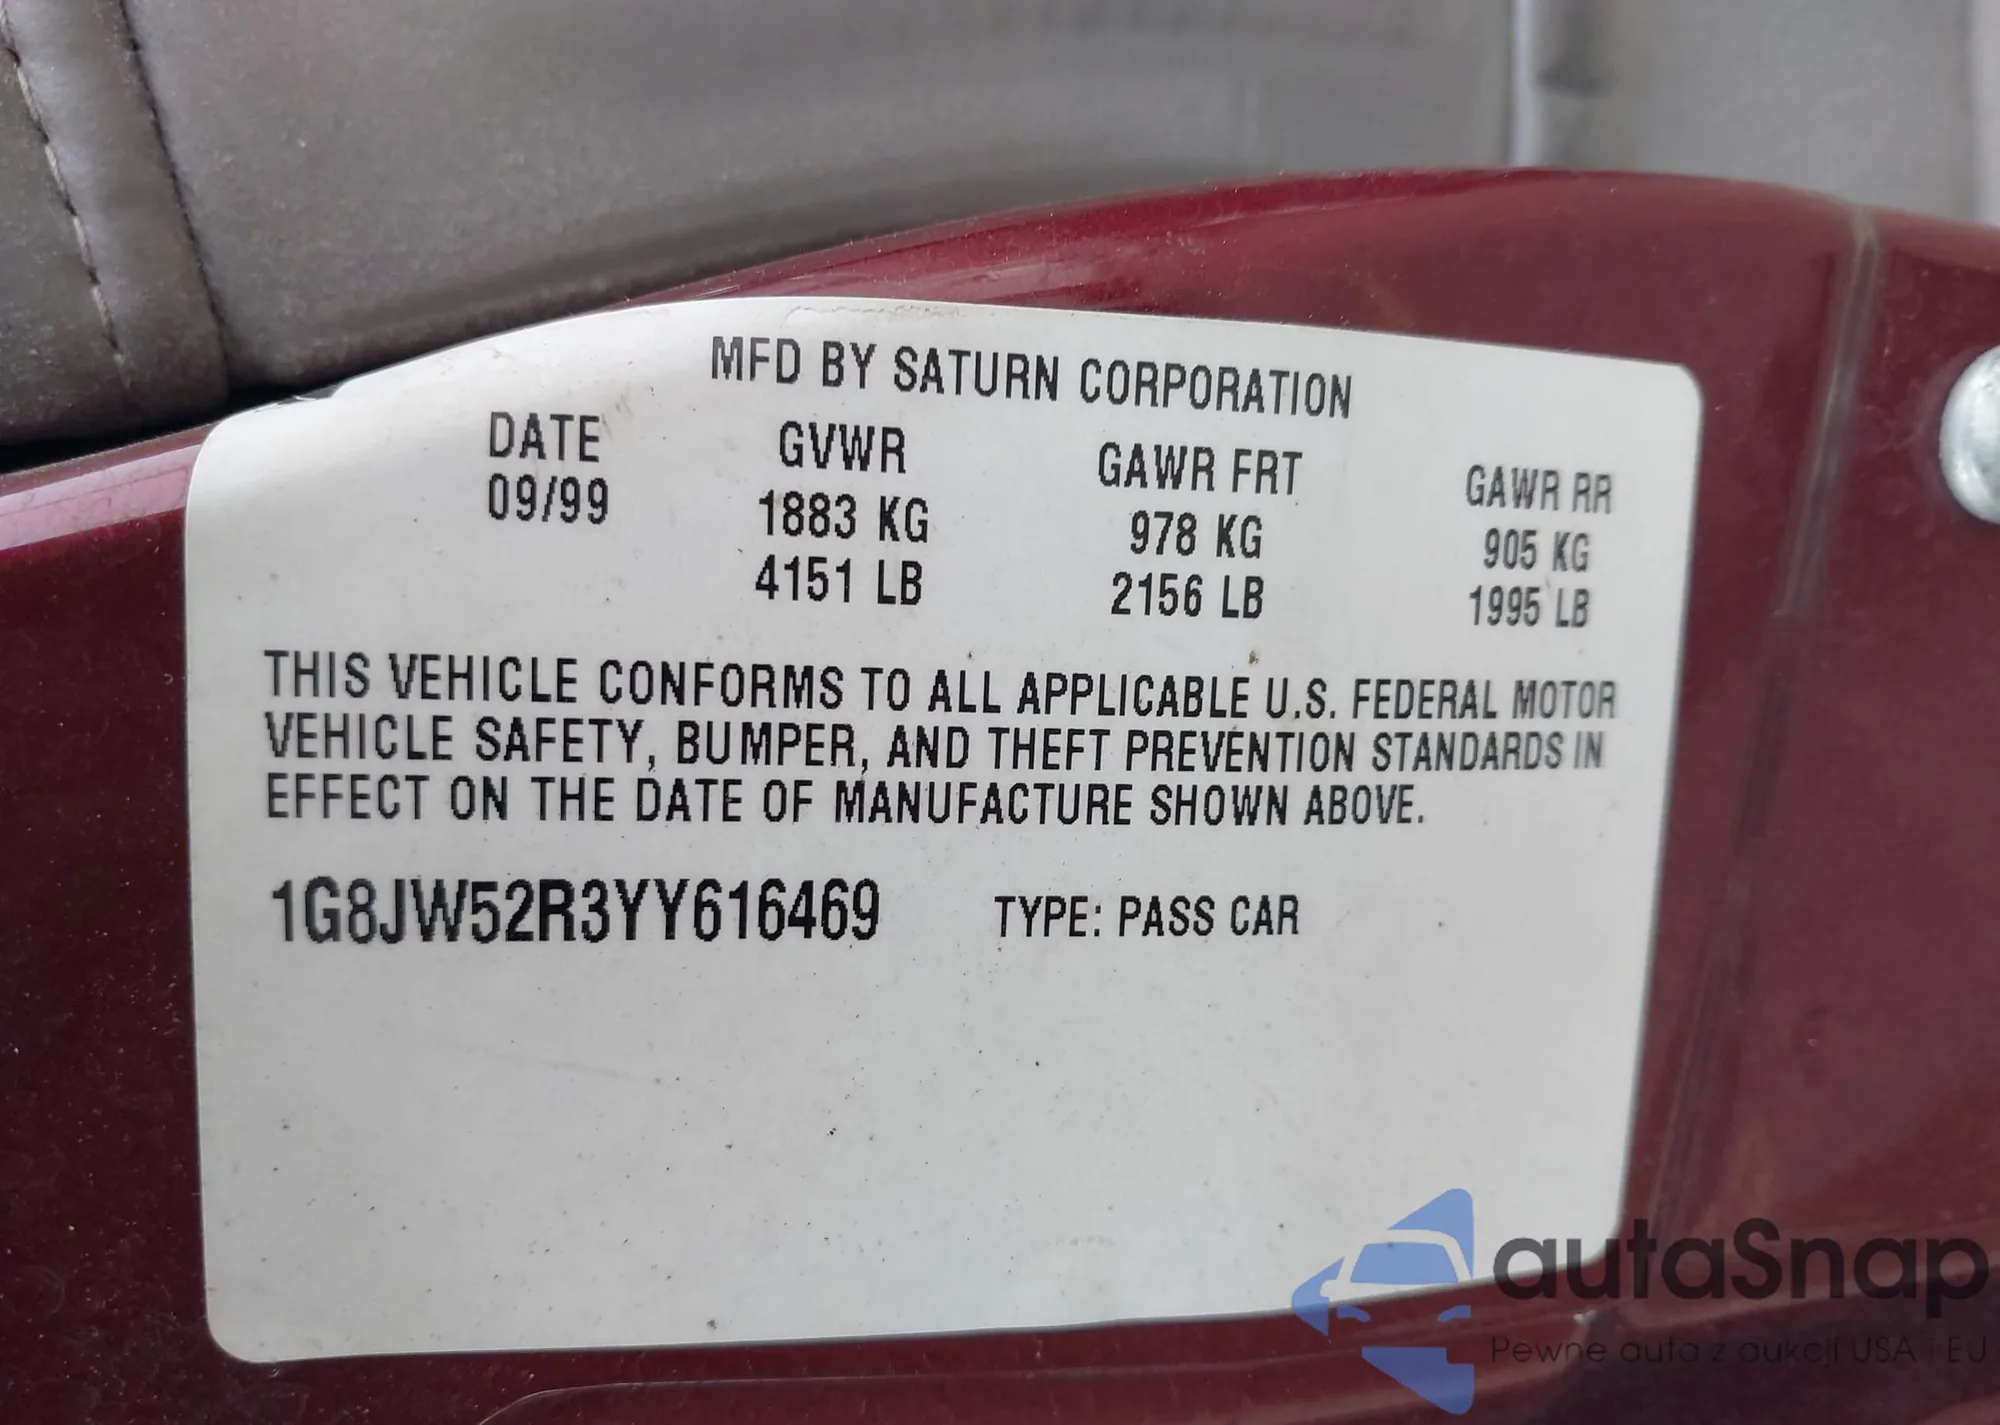 MFD BY SATURN CORPORATION
DATE GVWR GAWR FRT GAWR RR
09/99 1883 KG 978 KG 905 KG
4151 LB 2156 LB 1995 LB
THIS VEHICLE CONFORMS TO ALL APPLICABLE U.S. FEDERAL MOTOR
VEHICLE SAFETY, BUMPER, AND THEFT PREVENTION STANDARDS IN
EFFECT ON THE DATE OF MANUFACTURE SHOWN ABOVE.
1G8JW52R3YY616469 TYPE: PASS CAR
autaSnap
Pewne auta z aukcji USA i EU